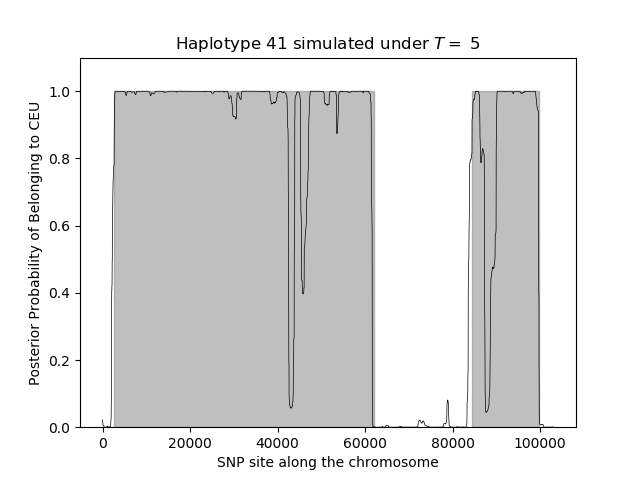 Haplotype 41 simulated under T = 5
Posterior Probability of Belonging to CEU
1.0
0.8
0.6
0.4
0.2
0.0
0 20000 40000 60000 80000 100000
SNP site along the chromosome